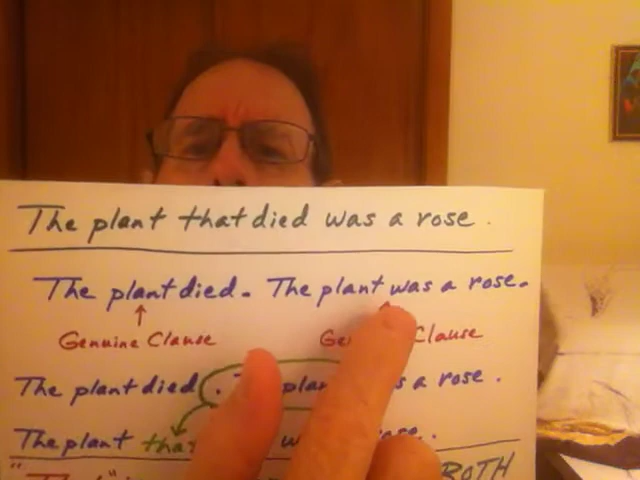 The plant that died was a rose.
The plant died. The plant was a rose.
Genuine Clause Clause
The plant died. a rose.
The plant
BOTH